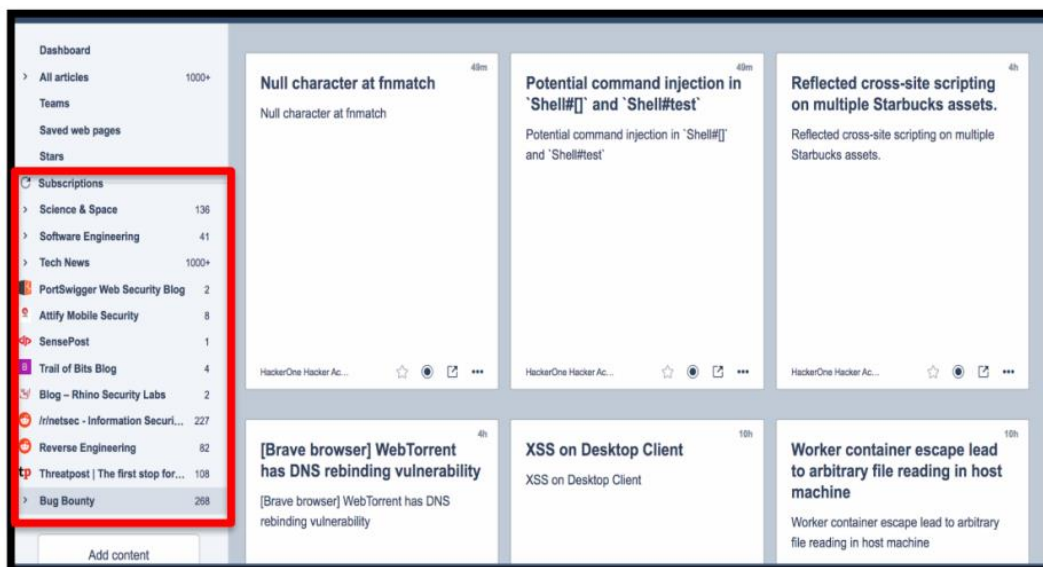 Dashboard
All articles 1000+
Teams
Saved web pages
Stars
Subscriptions
Science & Space 136
Software Engineering 41
Tech News 1000+
PortSwigger Web Security Blog 2
Attify Mobile Security 8
SensePost 1
Trail of Bits Blog 4
Blog – Rhino Security Labs 2
/r/netsec - Information Securi... 227
Reverse Engineering 82
tp Threatpost | The first stop for... 108
Bug Bounty 268
Add content
49m
Null character at fnmatch
Null character at fnmatch
HackerOne Hacker Ac...
49m
Potential command injection in
`Shell#[]` and `Shell#test`
Potential command injection in `Shell#[]`
and `Shell#test`
HackerOne Hacker Ac...
4h
Reflected cross-site scripting
on multiple Starbucks assets.
Reflected cross-site scripting on multiple
Starbucks assets.
HackerOne Hacker Ac...
4h
[Brave browser] WebTorrent
has DNS rebinding vulnerability
[Brave browser] WebTorrent has DNS
rebinding vulnerability
10h
XSS on Desktop Client
XSS on Desktop Client
10h
Worker container escape lead
to arbitrary file reading in host
machine
Worker container escape lead to arbitrary
file reading in host machine